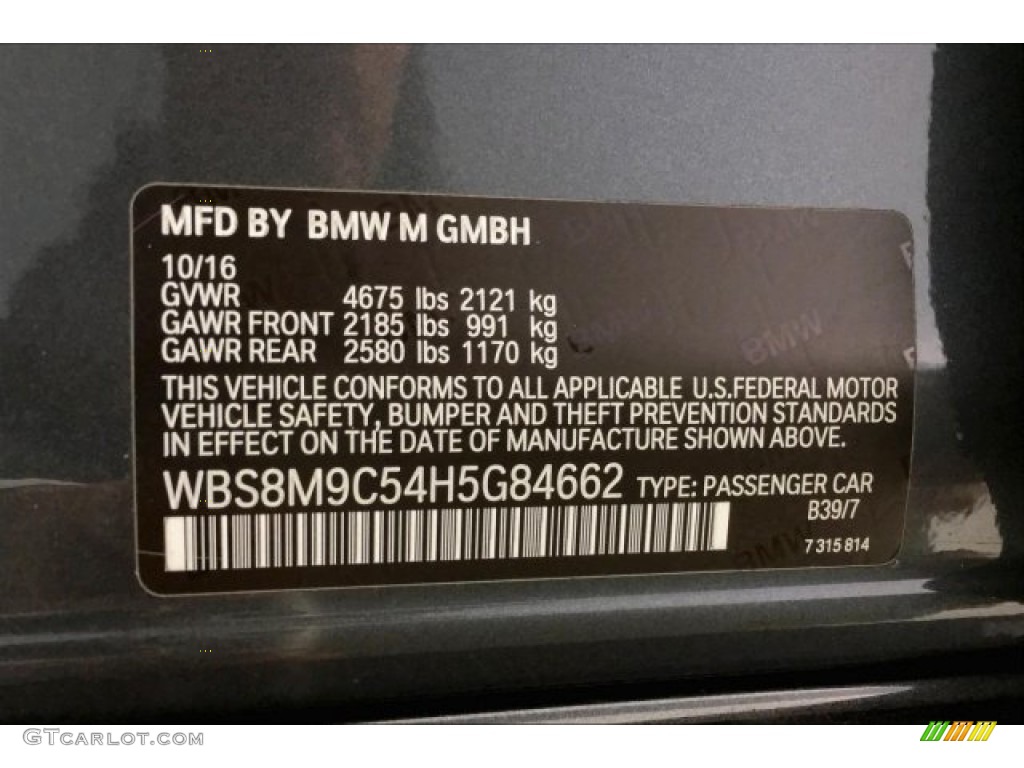 MFD BY BMW M GMBH
10/16
GVWR 4675 lbs 2121 kg
GAWR FRONT 2185 lbs 991 kg
GAWR REAR 2580 lbs 1170 kg
THIS VEHICLE CONFORMS TO ALL APPLICABLE U.S.FEDERAL MOTOR
VEHICLE SAFETY, BUMPER AND THEFT PREVENTION STANDARDS
IN EFFECT ON THE DATE OF MANUFACTURE SHOWN ABOVE.
WBS8M9C54H5G84662 TYPE: PASSENGER CAR
B39/7
7 315 814
BMW
BMW
GTCarlot.com